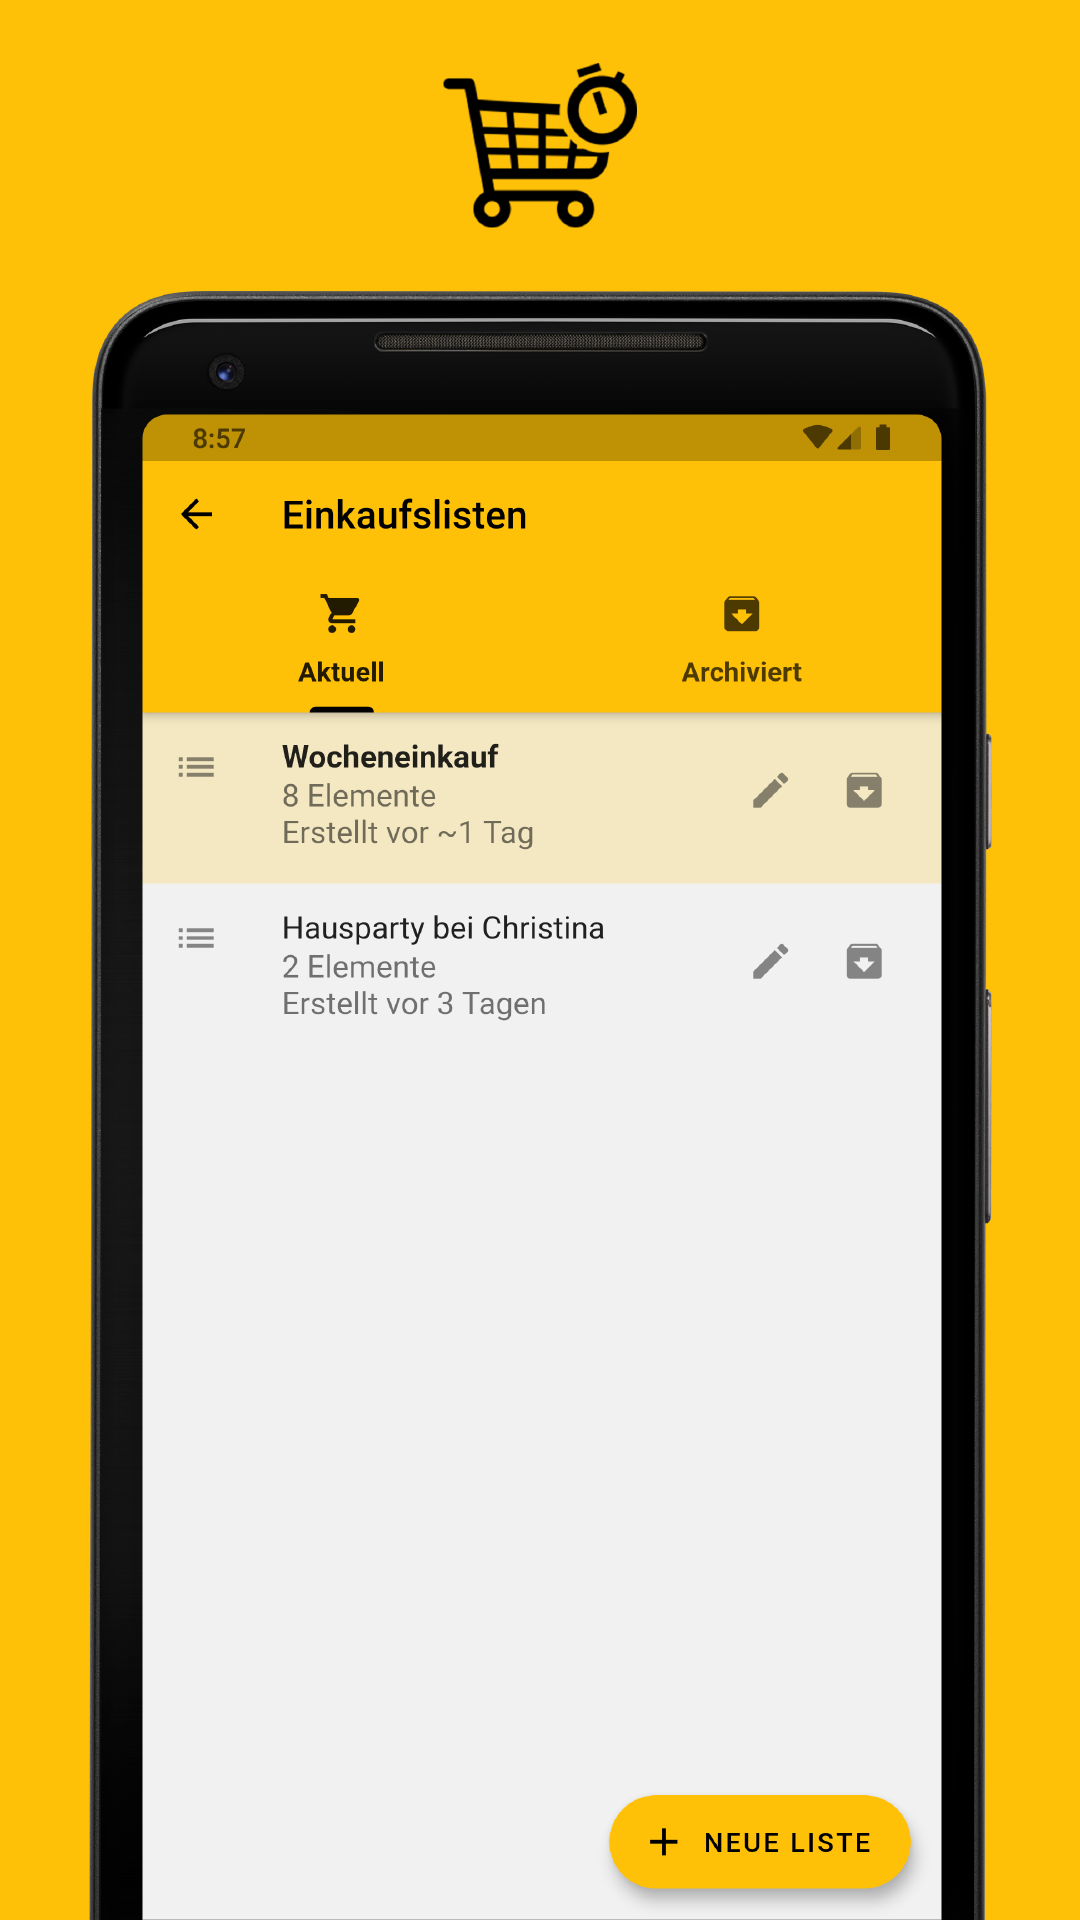 8:57
Einkaufslisten
Aktuell
Archiviert
Wocheneinkauf
8 Elemente
Erstellt vor ~1 Tag
Hausparty bei Christina
2 Elemente
Erstellt vor 3 Tagen
NEUE LISTE